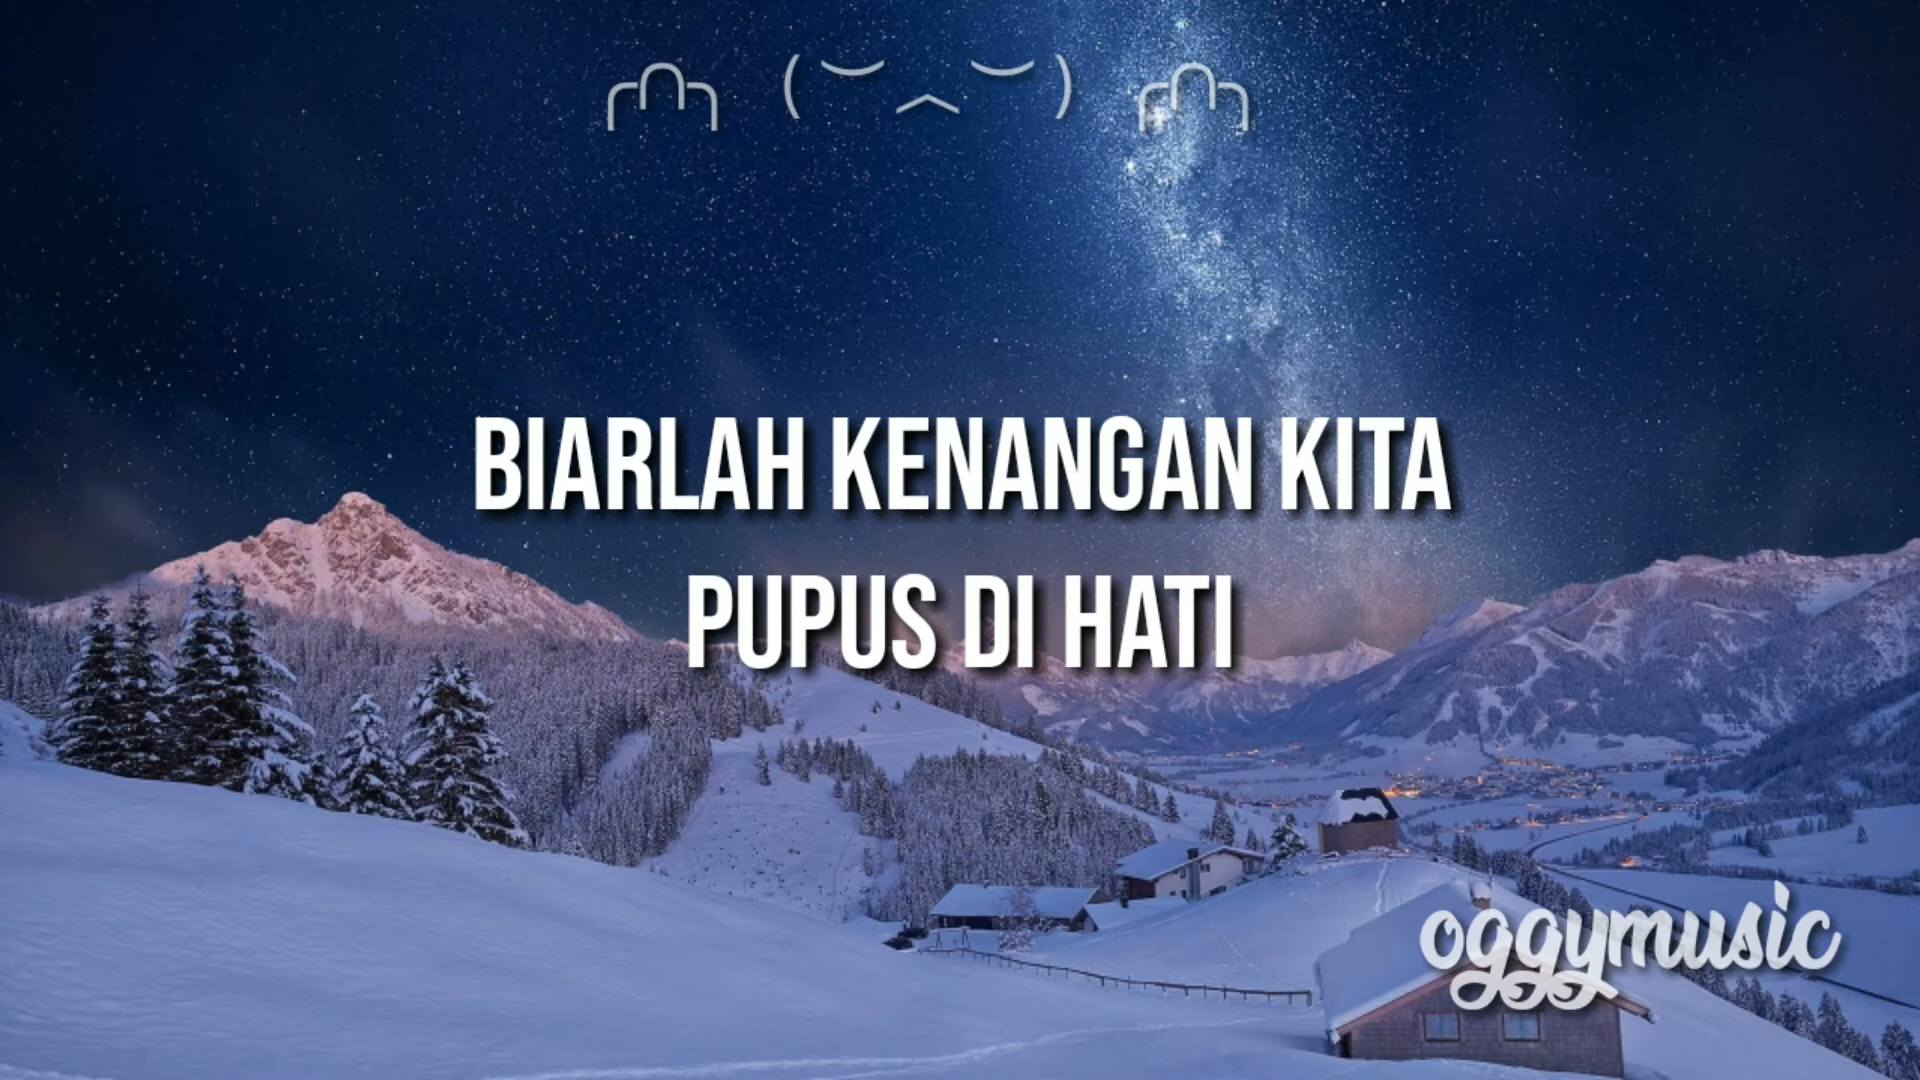 ╭∩╮ (︶︿︶) ╭∩╮
BIARLAH KENANGAN KITA
PUPUS DI HATI
oggymusic